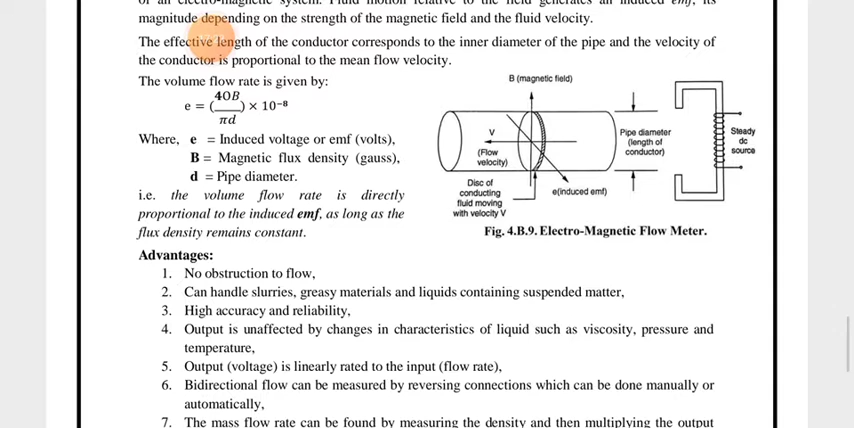 magnitude depending on the strength of the magnetic field and the fluid velocity.
The effective length of the conductor corresponds to the inner diameter of the pipe and the velocity of
the conductor is proportional to the mean flow velocity.
The volume flow rate is given by:
e = (4OB/πd) × 10⁻⁸
Where, e = Induced voltage or emf (volts),
B = Magnetic flux density (gauss),
d = Pipe diameter.
i.e. the volume flow rate is directly
proportional to the induced emf, as long as the
flux density remains constant.
B (magnetic field)
V
(Flow
velocity)
Pipe diameter
(length of
conductor)
Steady
dc
source
Disc of
conducting
fluid moving
with velocity V
e(induced emf)
Fig. 4.B.9. Electro-Magnetic Flow Meter.
Advantages:
1. No obstruction to flow,
2. Can handle slurries, greasy materials and liquids containing suspended matter,
3. High accuracy and reliability,
4. Output is unaffected by changes in characteristics of liquid such as viscosity, pressure and
temperature,
5. Output (voltage) is linearly rated to the input (flow rate),
6. Bidirectional flow can be measured by reversing connections which can be done manually or
automatically,
7. The mass flow rate can be found by measuring the density and then multiplying the output